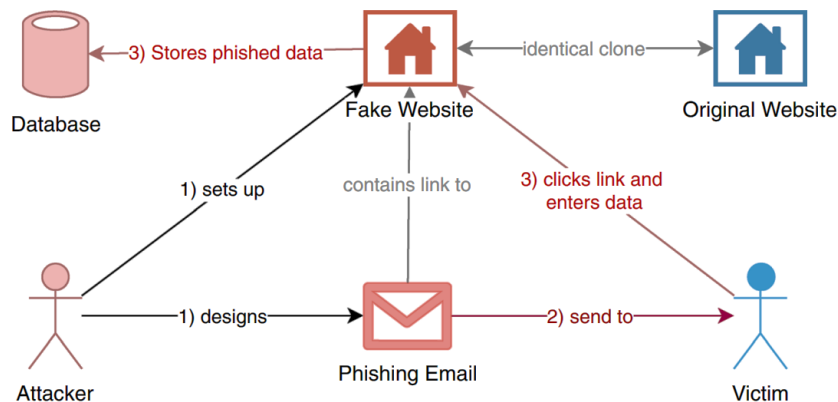 3) Stores phished data
identical clone
Database
Fake Website
Original Website
1) sets up
contains link to
3) clicks link and
enters data
1) designs
2) send to
Attacker
Phishing Email
Victim